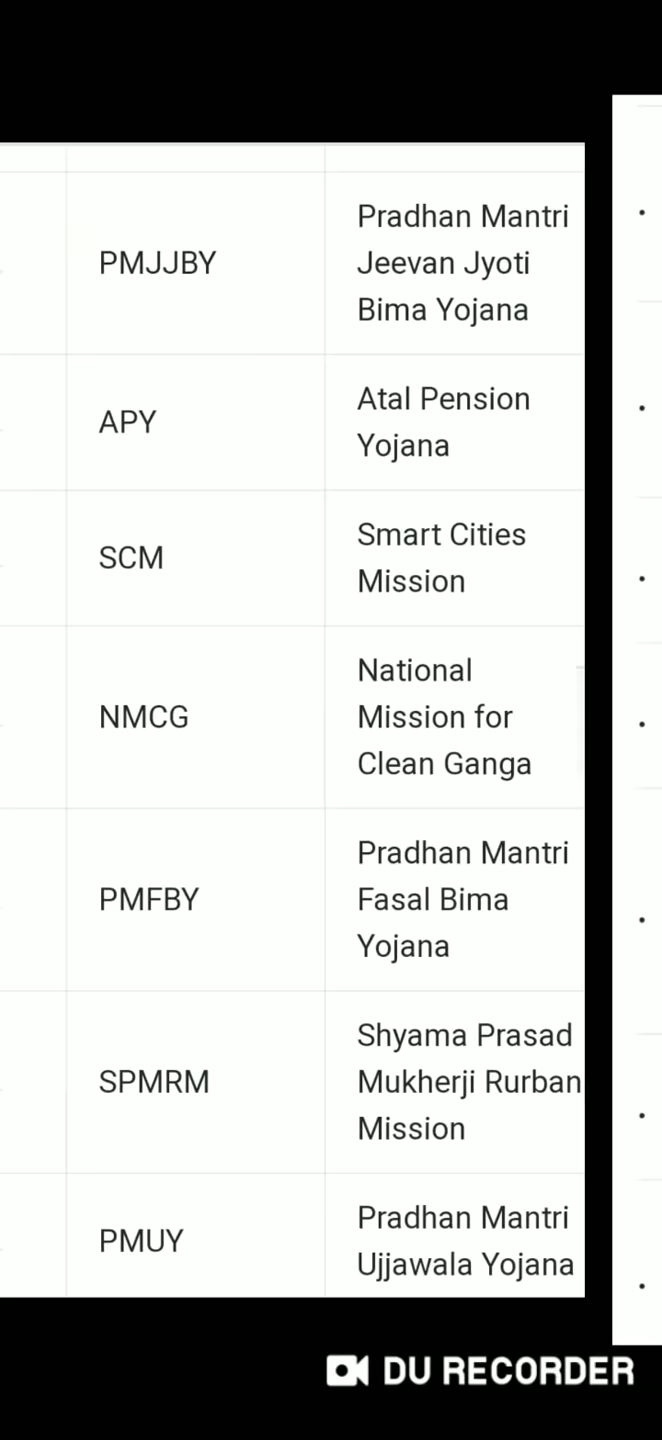 PMJJBY
Pradhan Mantri
Jeevan Jyoti
Bima Yojana
APY
Atal Pension
Yojana
SCM
Smart Cities
Mission
NMCG
National
Mission for
Clean Ganga
PMFBY
Pradhan Mantri
Fasal Bima
Yojana
SPMRM
Shyama Prasad
Mukherji Rurban
Mission
PMUY
Pradhan Mantri
Ujjawala Yojana
DU RECORDER